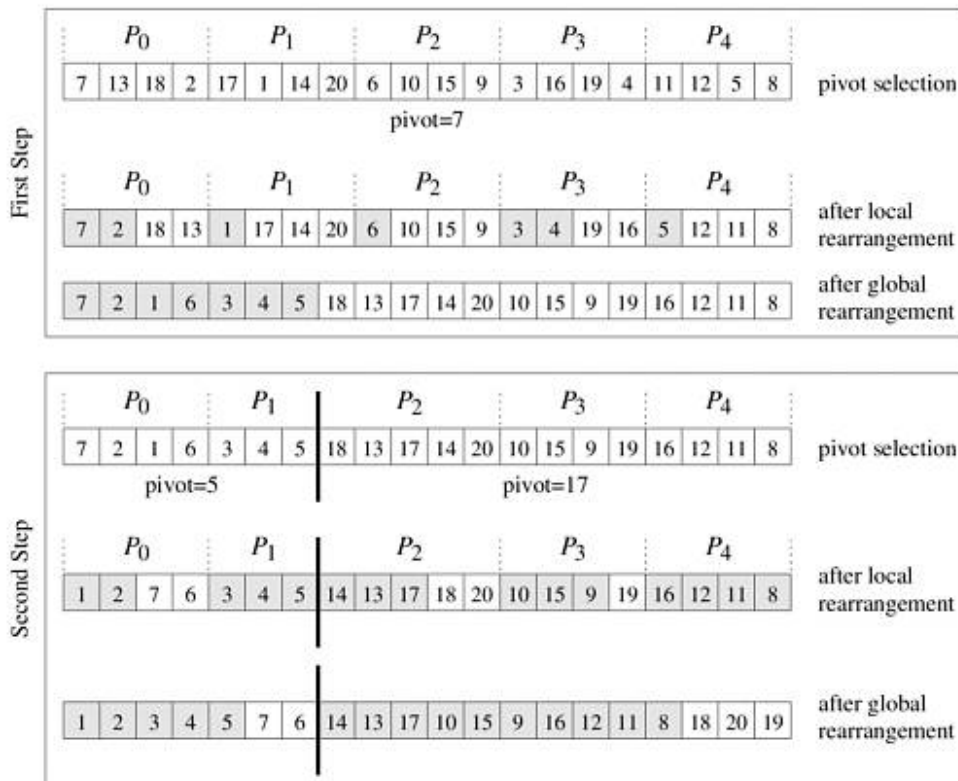 P0 P1 P2 P3 P4
7 13 18 2 17 1 14 20 6 10 15 9 3 16 19 4 11 12 5 8 pivot selection
pivot=7
First Step
P0 P1 P2 P3 P4
7 2 18 13 1 17 14 20 6 10 15 9 3 4 19 16 5 12 11 8 after local rearrangement
7 2 1 6 3 4 5 18 13 17 14 20 10 15 9 19 16 12 11 8 after global rearrangement
P0 P1 P2 P3 P4
7 2 1 6 3 4 5 18 13 17 14 20 10 15 9 19 16 12 11 8 pivot selection
pivot=5 pivot=17
Second Step
P0 P1 P2 P3 P4
1 2 7 6 3 4 5 14 13 17 18 20 10 15 9 19 16 12 11 8 after local rearrangement
1 2 3 4 5 7 6 14 13 17 10 15 9 16 12 11 8 18 20 19 after global rearrangement